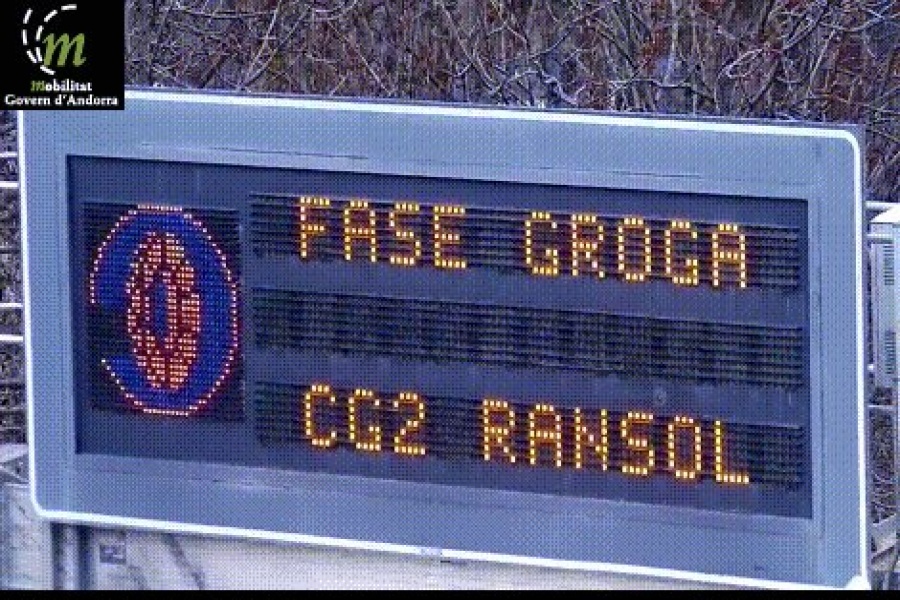 m
mobilitat
Govern d'Andorra
FASE GROGA
CG2 RANSOL